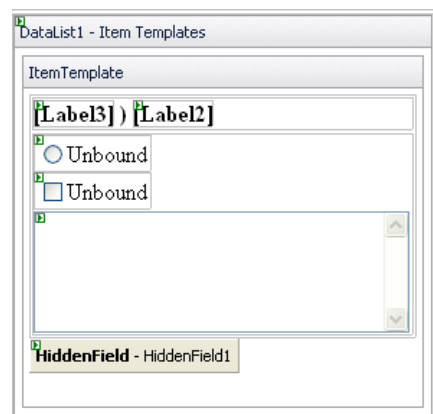 DataList1 - Item Templates
ItemTemplate
[Label3] ) [Label2]
Unbound
Unbound
HiddenField - HiddenField1